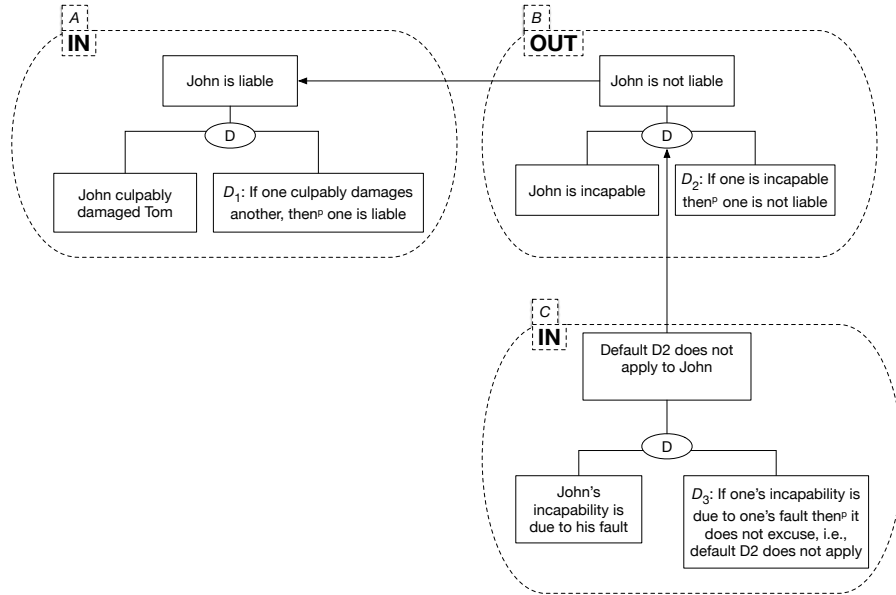 A
IN
John is liable
D
John culpably
damaged Tom
D₁: If one culpably damages
another, thenᵖ one is liable
B
OUT
John is not liable
D
John is incapable
D₂: If one is incapable
thenᵖ one is not liable
C
IN
Default D2 does not
apply to John
D
John's
incapability is
due to his fault
D₃: If one's incapability is
due to one's fault thenᵖ it
does not excuse, i.e.,
default D2 does not apply